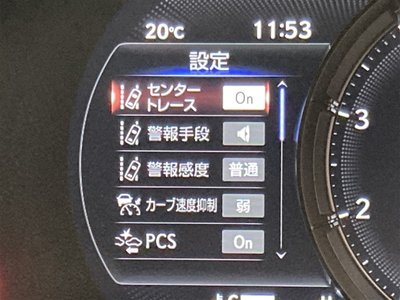 20℃
11:53
設定
センター
トレース
On
警報手段
警報感度
普通
カーブ速度抑制
弱
PCS
On
3
2